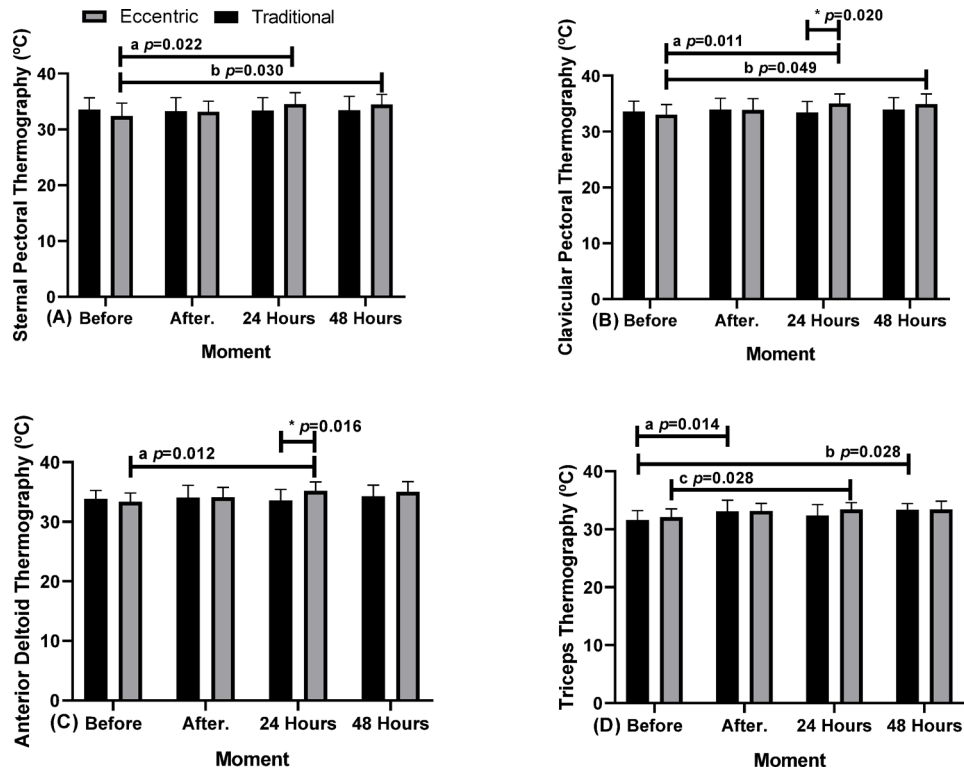 Eccentric Traditional
a p=0.022
b p=0.030
Sternal Pectoral Thermography (ºC)
40
30
20
10
0
(A) Before After. 24 Hours 48 Hours
Moment
* p=0.020
a p=0.011
b p=0.049
Clavicular Pectoral Thermography (ºC)
40
30
20
10
0
(B) Before After. 24 Hours 48 Hours
Moment
* p=0.016
a p=0.012
Anterior Deltoid Thermography (ºC)
40
30
20
10
0
(C) Before After. 24 Hours 48 Hours
Moment
a p=0.014
b p=0.028
c p=0.028
Triceps Thermography (ºC)
40
30
20
10
0
(D) Before After. 24 Hours 48 Hours
Moment